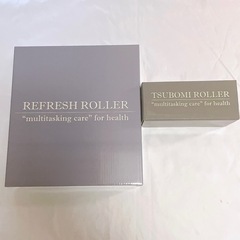 REFRESH ROLLER
"multitasking care" for health
TSUBOMI ROLLER
"multitasking care" for health